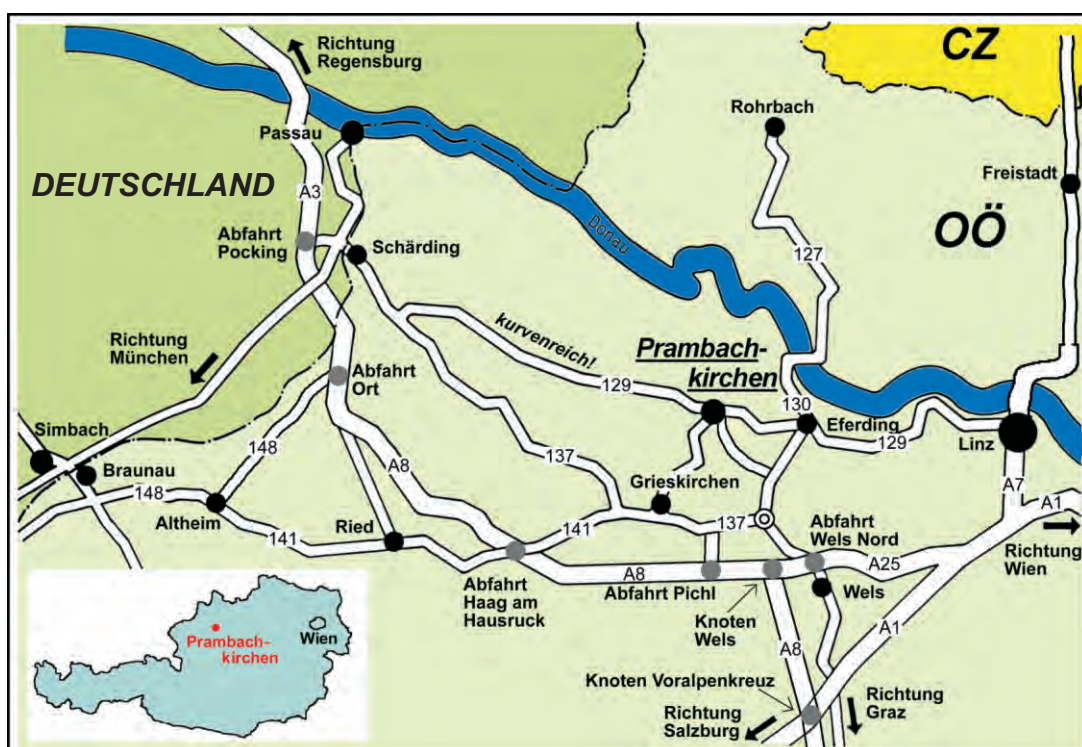 CZ
Richtung
Regensburg
Rohrbach
Passau
Freistadt
DEUTSCHLAND
A3
Donau
OÖ
Abfahrt
Pocking
Schärding
127
Richtung
München
kurvenreich!
Prambach-
kirchen
Abfahrt
Ort
129
130
Eferding
129
Linz
Simbach
Braunau
148
148
Altheim
137
A8
Grieskirchen
A7
A1
141
Ried
141
137
Abfahrt
Wels Nord
Richtung
Wien
Abfahrt
Haag am
Hausruck
A8
Abfahrt Pichl
A25
Wels
Knoten
Wels
A1
A8
Prambach-
kirchen
Wien
Knoten Voralpenkreuz
Richtung
Salzburg
Richtung
Graz